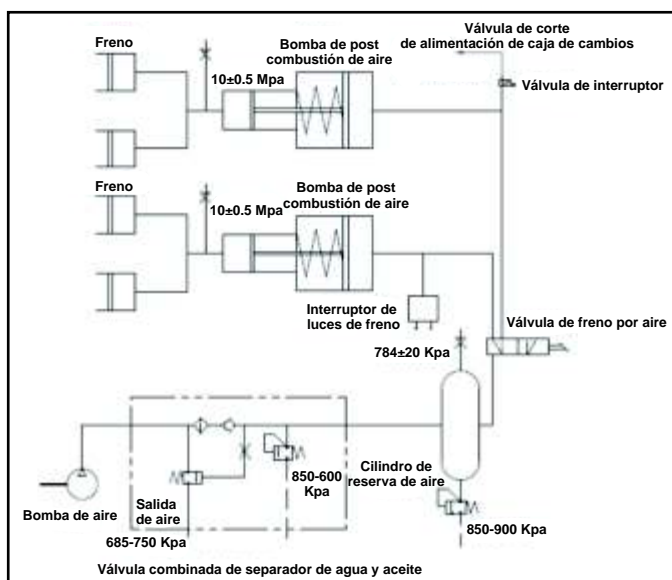 Freno
Bomba de post
combustión de aire
Válvula de corte
de alimentación de caja de cambios
10±0.5 Mpa
Válvula de interruptor
Freno
Bomba de post
combustión de aire
10±0.5 Mpa
Interruptor de
luces de freno
Válvula de freno por aire
784±20 Kpa
Bomba de aire
Salida
de aire
685-750 Kpa
850-600
Kpa
Cilindro de
reserva de aire
850-900 Kpa
Válvula combinada de separador de agua y aceite